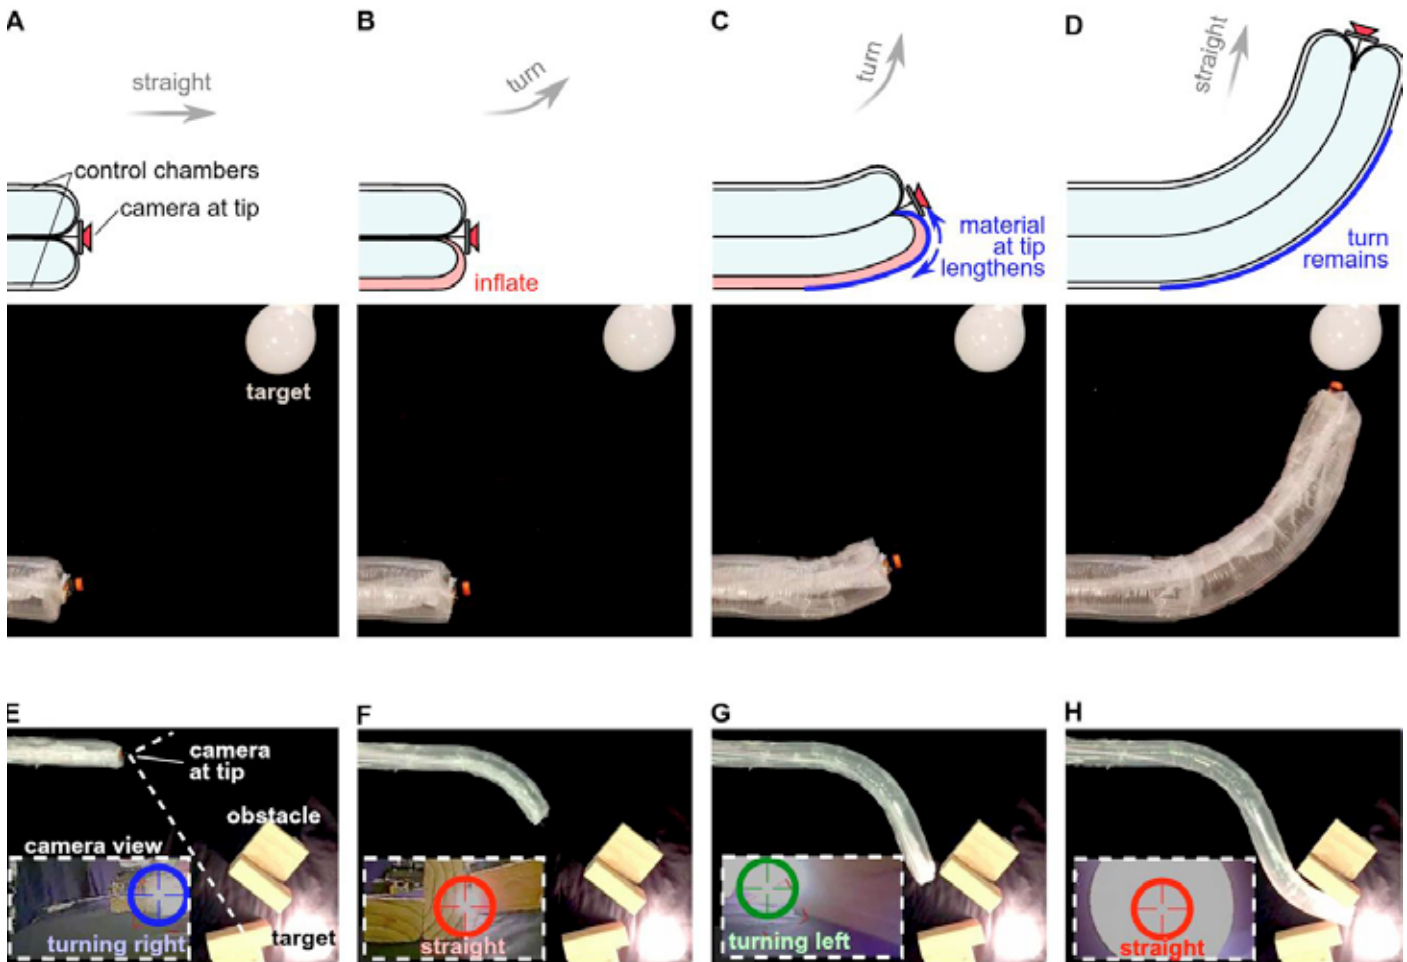 A
straight
control chambers
camera at tip
target
B
turn
inflate
C
turn
material
at tip
lengthens
D
straight
turn
remains
E
camera
at tip
obstacle
camera view
turning right
target
F
straight
G
turning left
H
straight